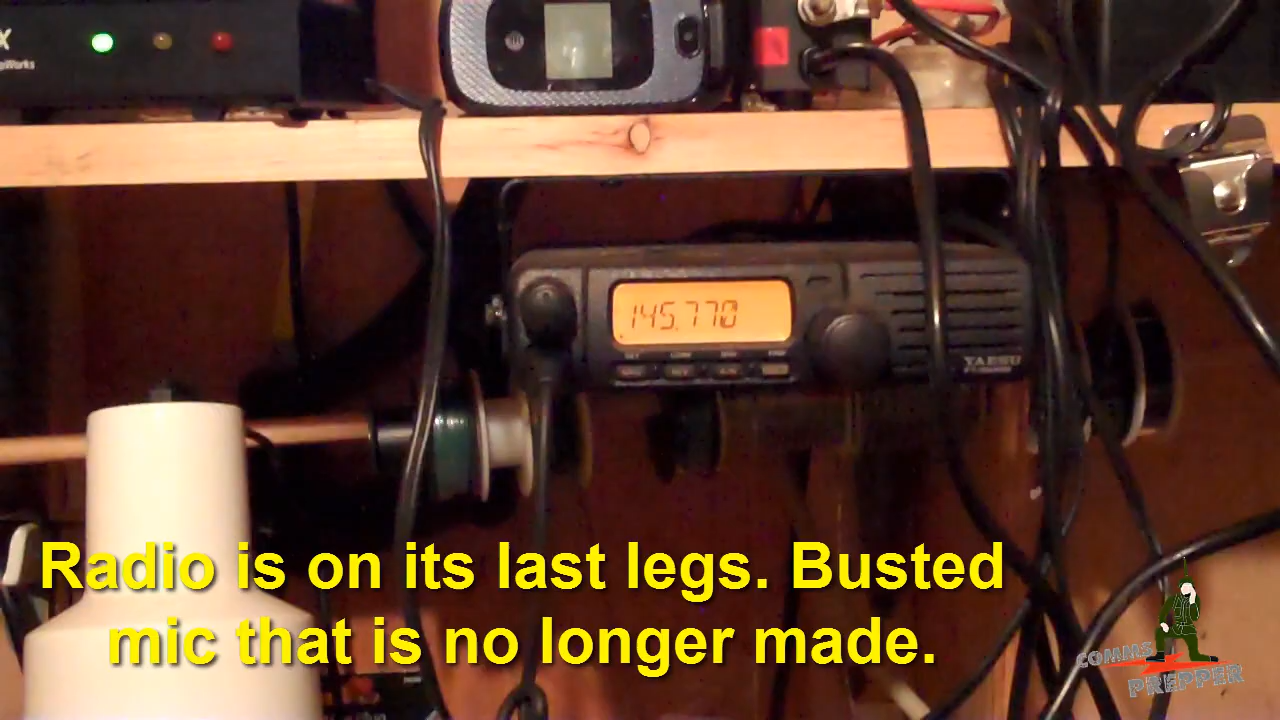 X
145.770
YAESU
Radio is on its last legs. Busted
mic that is no longer made.
COMMS
PREPPER